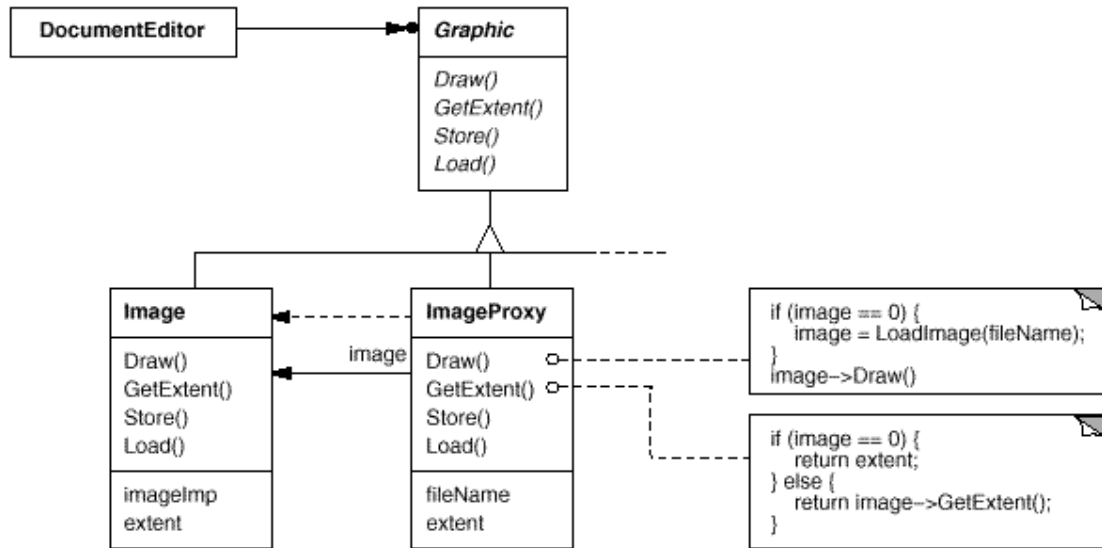 DocumentEditor
Graphic
Draw()
GetExtent()
Store()
Load()
Image
Draw()
GetExtent()
Store()
Load()
imageImp
extent
image
ImageProxy
Draw()
GetExtent()
Store()
Load()
fileName
extent
if (image == 0) {
image = LoadImage(fileName);
}
image->Draw()
if (image == 0) {
return extent;
} else {
return image->GetExtent();
}